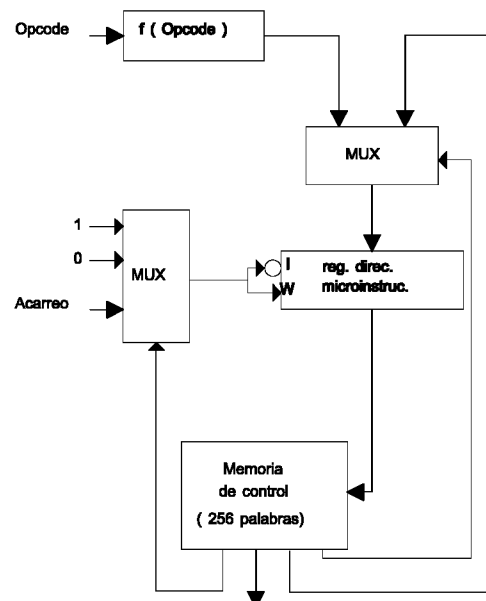 Opcode
f ( Opcode )
MUX
1
0
MUX
Acarreo
I
reg. direc.
W
microinstruc.
Memoria
de control
( 256 palabras)